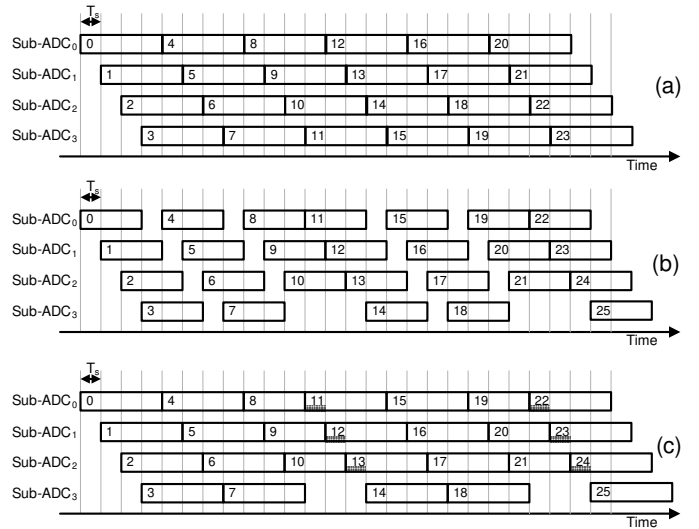 Tₛ
Sub-ADC₀ 0 4 8 12 16 20
Sub-ADC₁ 1 5 9 13 17 21
(a)
Sub-ADC₂ 2 6 10 14 18 22
Sub-ADC₃ 3 7 11 15 19 23
Time
Tₛ
Sub-ADC₀ 0 4 8 11 15 19 22
Sub-ADC₁ 1 5 9 12 16 20 23
(b)
Sub-ADC₂ 2 6 10 13 17 21 24
Sub-ADC₃ 3 7 14 18 25
Time
Tₛ
Sub-ADC₀ 0 4 8 11 15 19 22
Sub-ADC₁ 1 5 9 12 16 20 23
(c)
Sub-ADC₂ 2 6 10 13 17 21 24
Sub-ADC₃ 3 7 14 18 25
Time